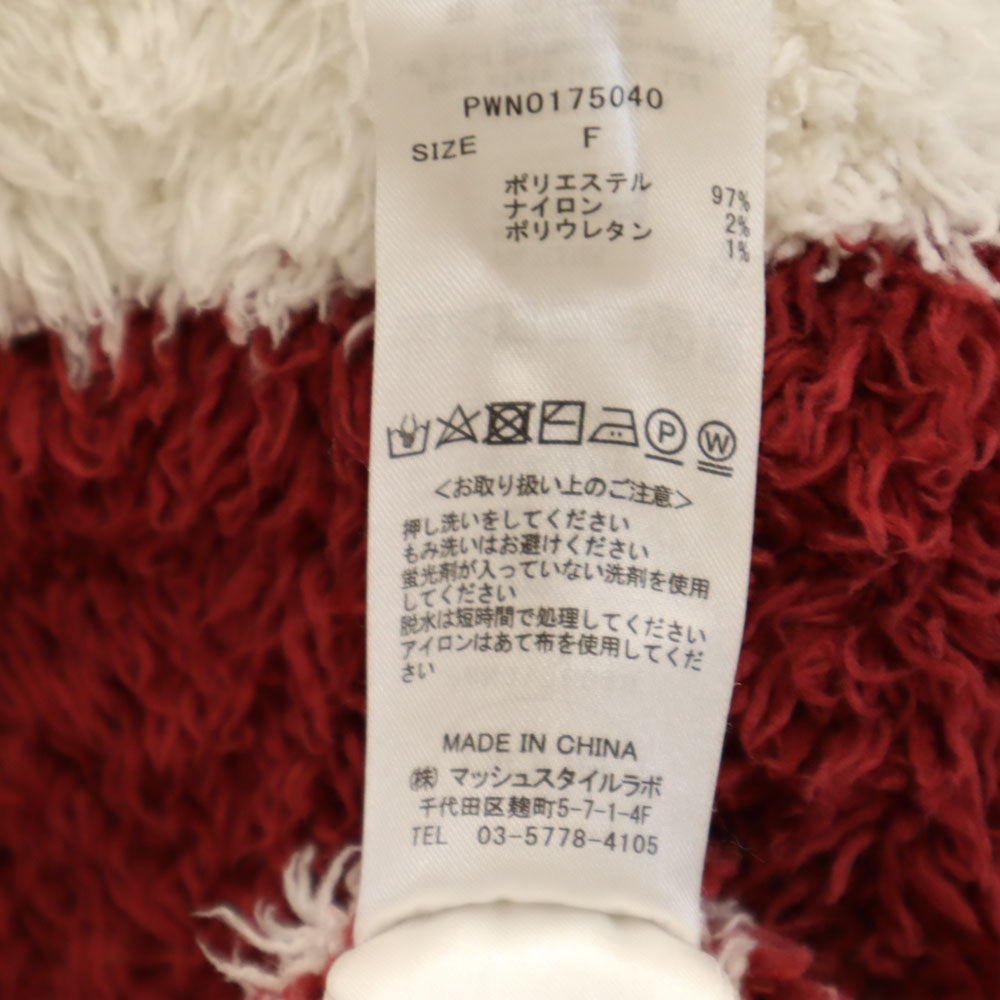 PWN0175040
SIZE F
ポリエステル 97%
ナイロン 2%
ポリウレタン 1%
P W
＜お取り扱い上のご注意＞
押し洗いをしてください
もみ洗いはお避けください
蛍光剤が入っていない洗剤を使用
してください
脱水は短時間で処理してください
アイロンはあて布を使用してくだ
さい
MADE IN CHINA
㈱マッシュスタイルラボ
千代田区麹町5-7-1-4F
TEL 03-5778-4105